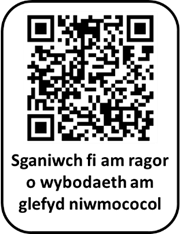 Sganiwch fi am ragor
o wybodaeth am
glefyd niwmococol